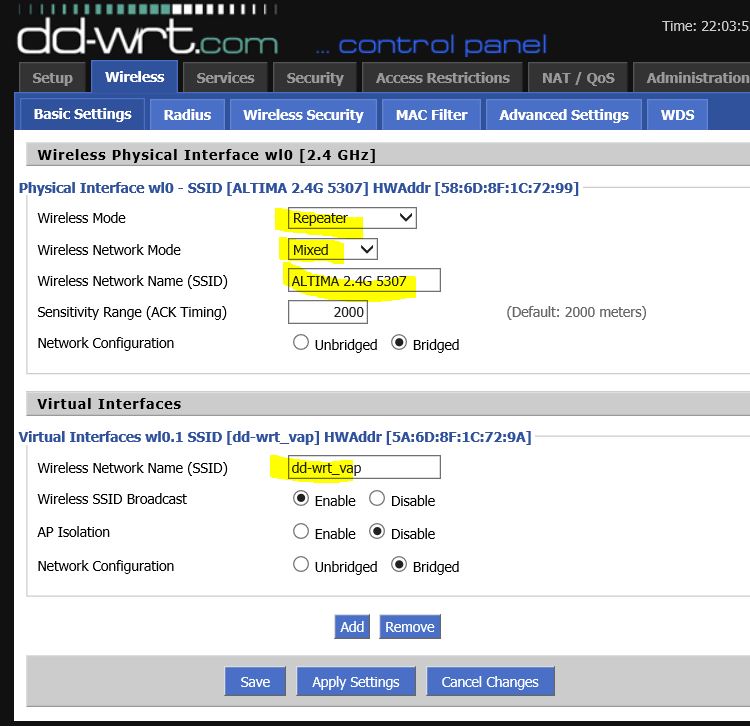 dd-wrt.com ... control panel
Time: 22:03:5
Setup Wireless Services Security Access Restrictions NAT / QoS Administration
Basic Settings Radius Wireless Security MAC Filter Advanced Settings WDS
Wireless Physical Interface wl0 [2.4 GHz]
Physical Interface wl0 - SSID [ALTIMA 2.4G 5307] HWAddr [58:6D:8F:1C:72:99]
Wireless Mode Repeater
Wireless Network Mode Mixed
Wireless Network Name (SSID) ALTIMA 2.4G 5307
Sensitivity Range (ACK Timing) 2000 (Default: 2000 meters)
Network Configuration Unbridged Bridged
Virtual Interfaces
Virtual Interfaces wl0.1 SSID [dd-wrt_vap] HWAddr [5A:6D:8F:1C:72:9A]
Wireless Network Name (SSID) dd-wrt_vap
Wireless SSID Broadcast Enable Disable
AP Isolation Enable Disable
Network Configuration Unbridged Bridged
Add Remove
Save Apply Settings Cancel Changes